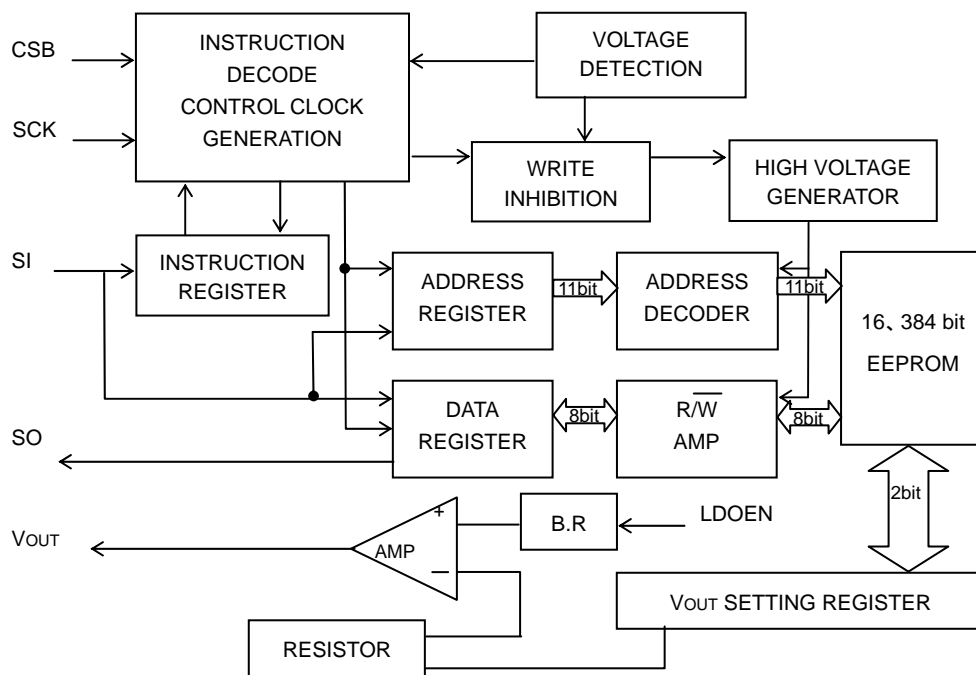 CSB
SCK
SI
SO
VOUT
INSTRUCTION
DECODE
CONTROL CLOCK
GENERATION
VOLTAGE
DETECTION
WRITE
INHIBITION
HIGH VOLTAGE
GENERATOR
INSTRUCTION
REGISTER
ADDRESS
REGISTER
11bit
ADDRESS
DECODER
11bit
16、384 bit
EEPROM
DATA
REGISTER
8bit
R/W
AMP
8bit
2bit
+
AMP
−
B.R
LDOEN
VOUT SETTING REGISTER
RESISTOR